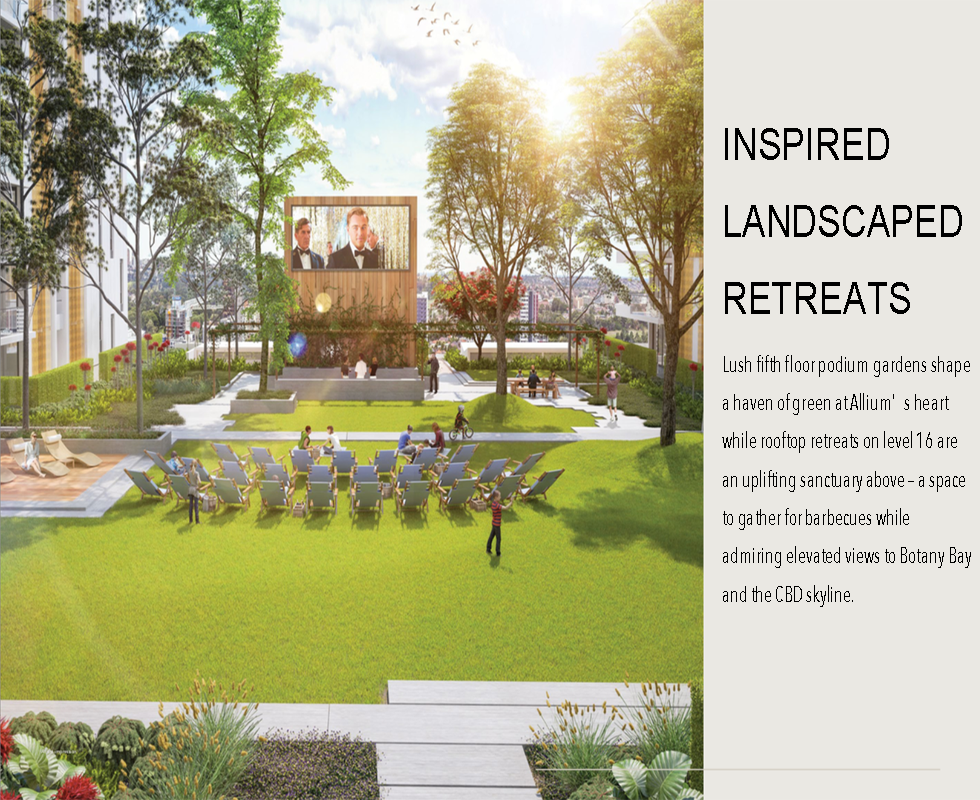 INSPIRED
LANDSCAPED
RETREATS
Lush fifth floor podium gardens shape
a haven of green at Allium' s heart
while rooftop retreats on level 16 are
an uplifting sanctuary above – a space
to gather for barbecues while
admiring elevated views to Botany Bay
and the CBD skyline.